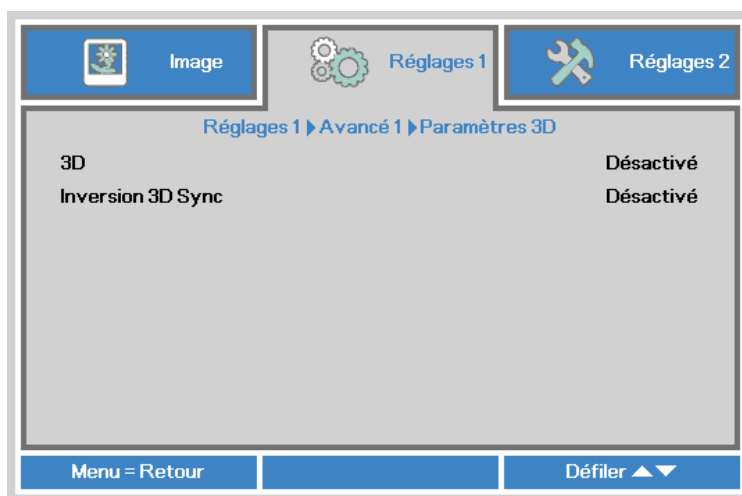 Image
Réglages 1
Réglages 2
Réglages 1 ▶ Avancé 1 ▶ Paramètres 3D
3D Désactivé
Inversion 3D Sync Désactivé
Menu = Retour
Défiler ▲▼